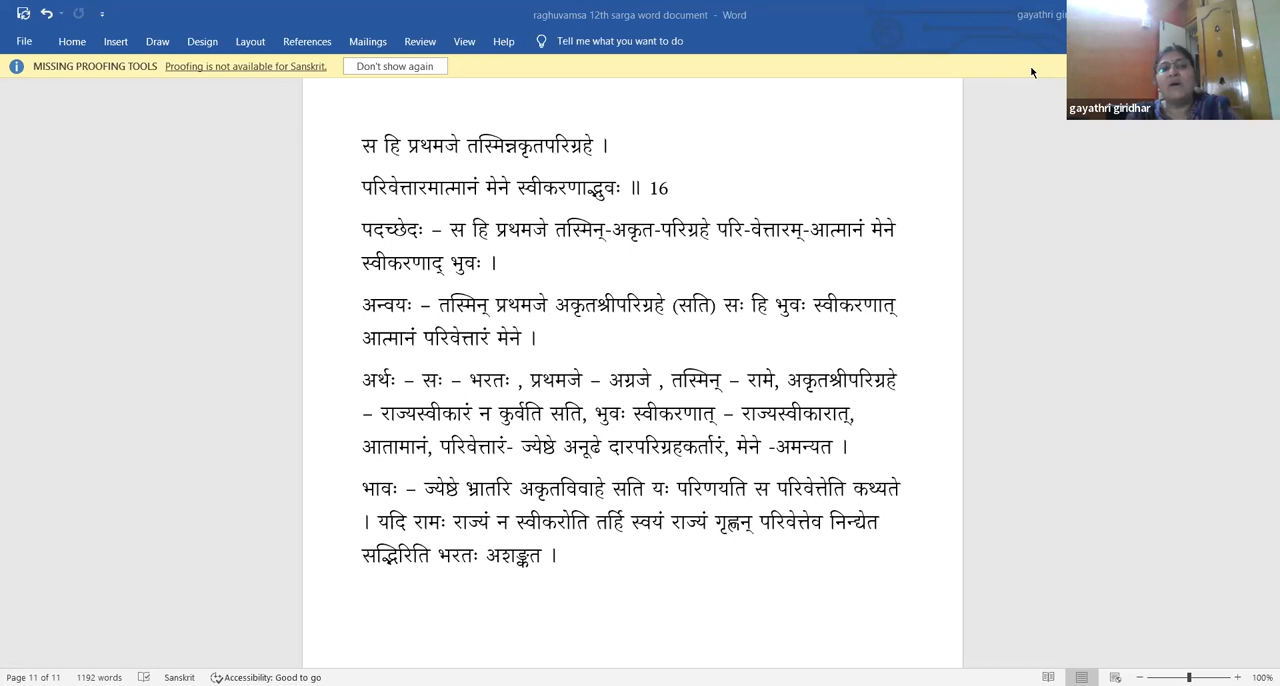 raghuvamsa 12th sarga word document - Word
gayathri gir
File Home Insert Draw Design Layout References Mailings Review View Help Tell me what you want to do
MISSING PROOFING TOOLS Proofing is not available for Sanskrit. Don't show again
gayathri giridhar
स हि प्रथमजे तस्मिन्नकृतपरिग्रहे ।
परिवेत्तारमात्मानं मेने स्वीकरणाद्भुवः ॥ 16
पदच्छेदः – स हि प्रथमजे तस्मिन्-अकृत-परिग्रहे परि-वेत्तारम्-आत्मानं मेने
स्वीकरणाद् भुवः ।
अन्वयः – तस्मिन् प्रथमजे अकृतश्रीपरिग्रहे (सति) सः हि भुवः स्वीकरणात्
आत्मानं परिवेत्तारं मेने ।
अर्थः – सः – भरतः , प्रथमजे – अग्रजे , तस्मिन् – रामे, अकृतश्रीपरिग्रहे
– राज्यस्वीकारं न कुर्वति सति, भुवः स्वीकरणात् – राज्यस्वीकारात्,
आतामानं, परिवेत्तारं- ज्येष्ठे अनूढे दारपरिग्रहकर्तारं, मेने -अमन्यत ।
भावः – ज्येष्ठे भ्रातरि अकृतविवाहे सति यः परिणयति स परिवेत्तेति कथ्यते
। यदि रामः राज्यं न स्वीकरोति तर्हि स्वयं राज्यं गृह्णन् परिवेत्तेव निन्द्येत
सद्भिरिति भरतः अशङ्कत ।
Page 11 of 11 1192 words Sanskrit Accessibility: Good to go 100%